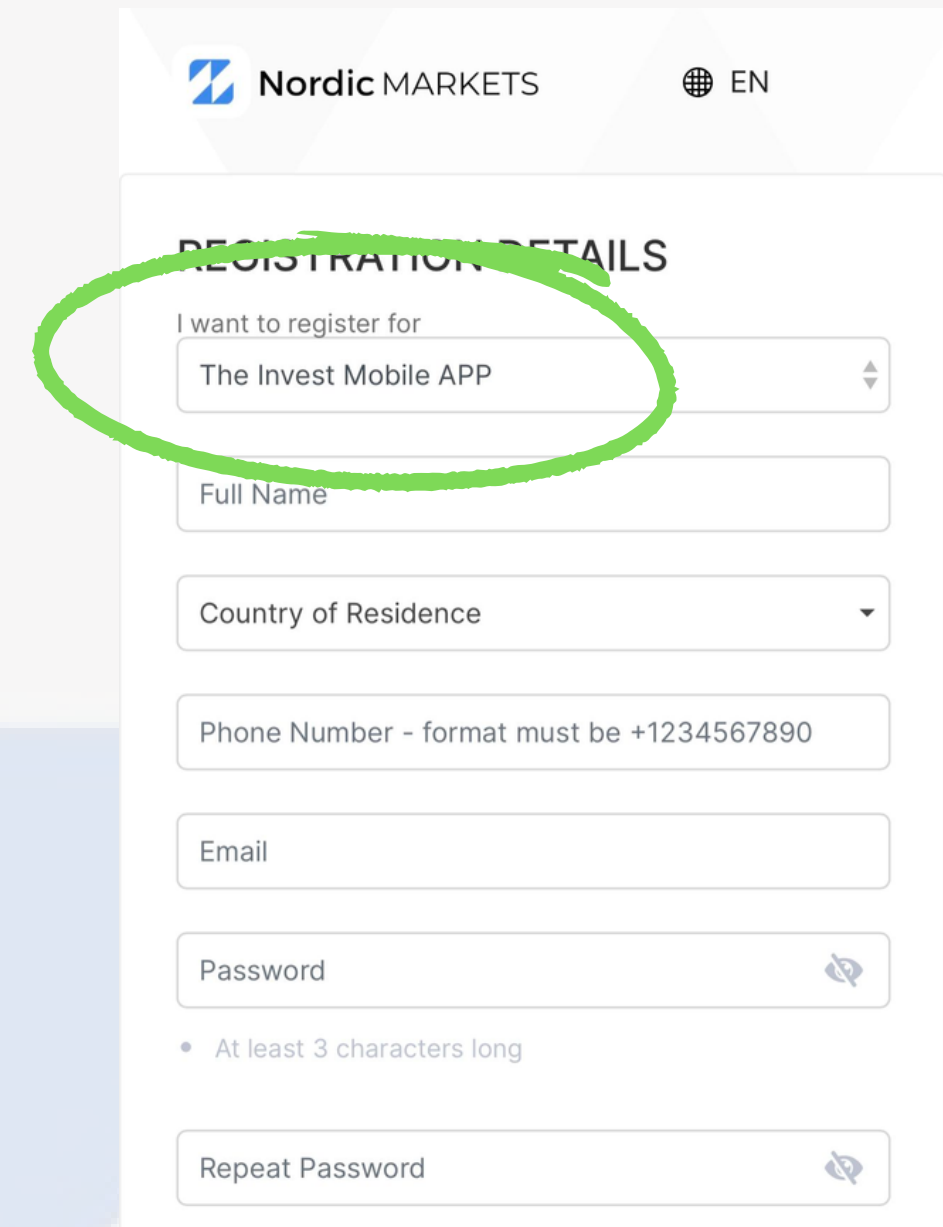 Nordic MARKETS
EN
REGISTRATION DETAILS
I want to register for
The Invest Mobile APP
Full Name
Country of Residence
Phone Number - format must be +1234567890
Email
Password
At least 3 characters long
Repeat Password